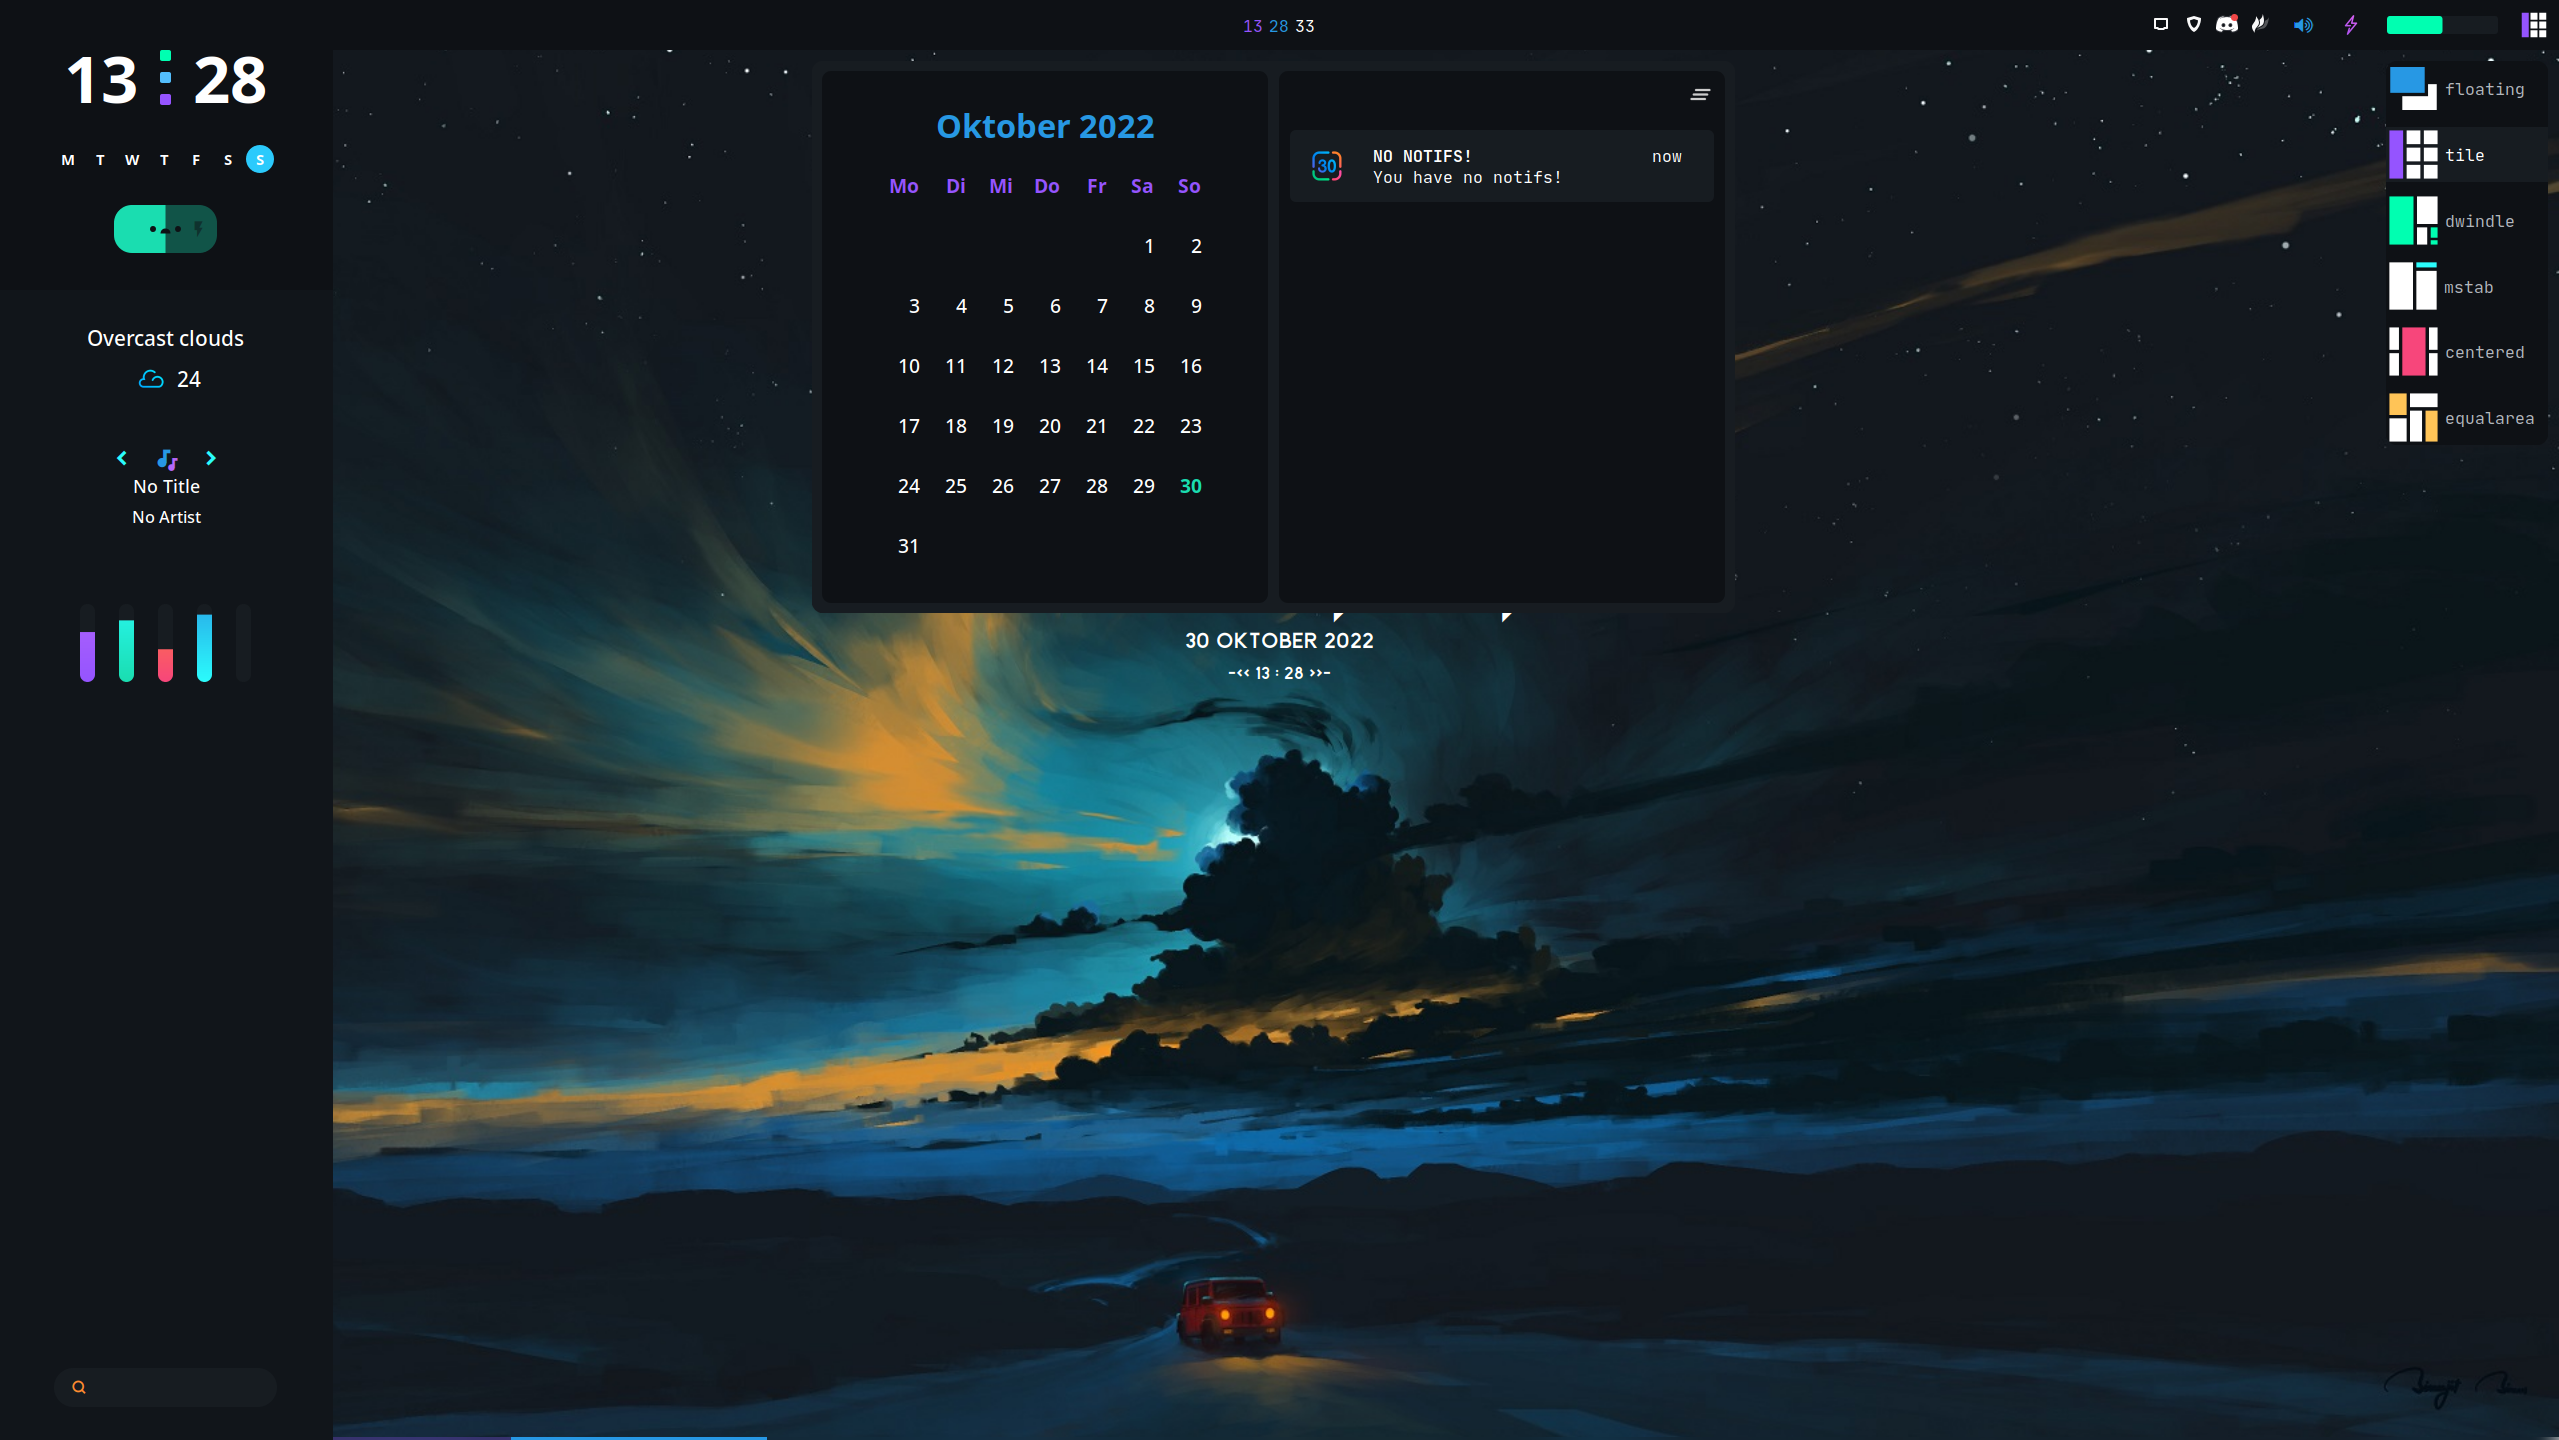 13 28 33
13 : 28
M T W T F S S
Overcast clouds
24
No Title
No Artist
Oktober 2022
Mo Di Mi Do Fr Sa So
1 2
3 4 5 6 7 8 9
10 11 12 13 14 15 16
17 18 19 20 21 22 23
24 25 26 27 28 29 30
31
30
NO NOTIFS! now
You have no notifs!
30 OKTOBER 2022
-<< 13 : 28 >>-
floating
tile
dwindle
mstab
centered
equalarea